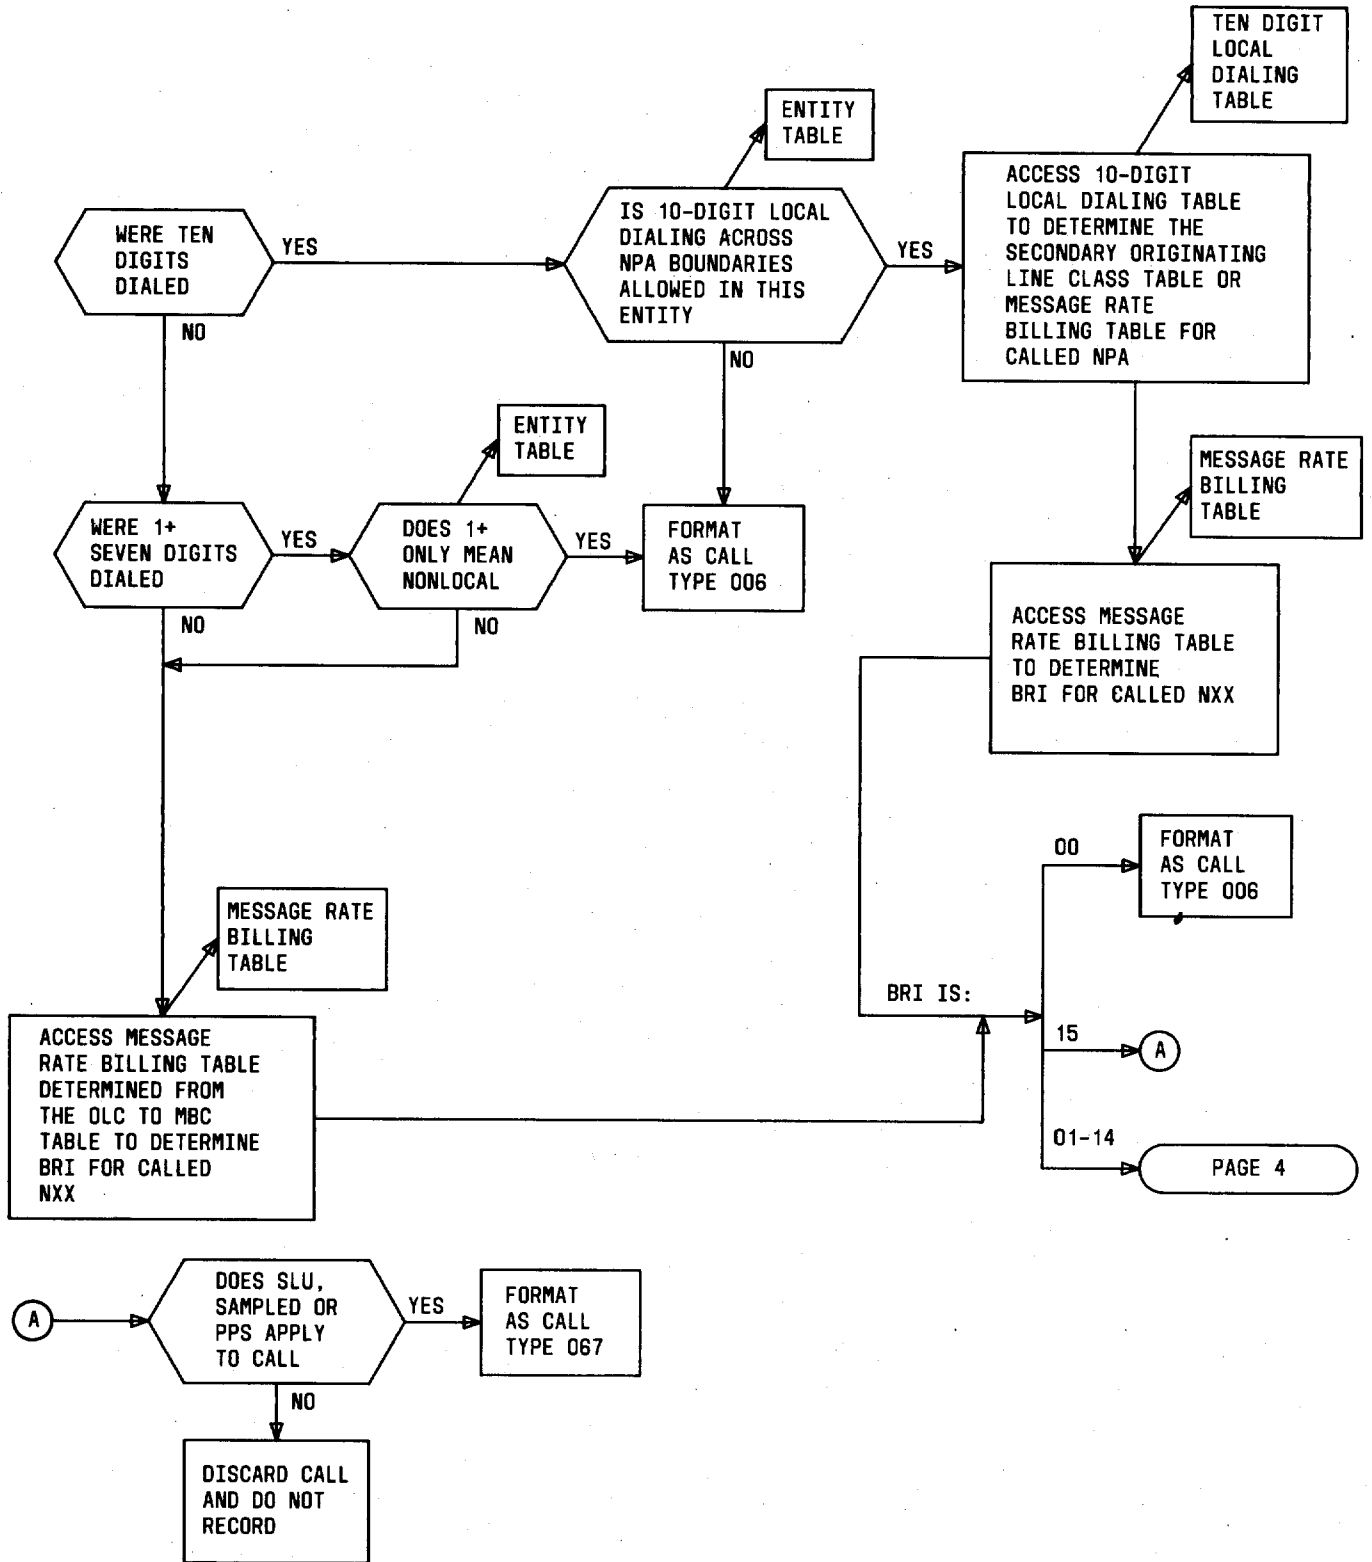 TEN DIGIT
LOCAL
DIALING
TABLE
ENTITY
TABLE
WERE TEN
DIGITS
DIALED
YES
NO
IS 10-DIGIT LOCAL
DIALING ACROSS
NPA BOUNDARIES
ALLOWED IN THIS
ENTITY
YES
NO
ACCESS 10-DIGIT
LOCAL DIALING TABLE
TO DETERMINE THE
SECONDARY ORIGINATING
LINE CLASS TABLE OR
MESSAGE RATE
BILLING TABLE FOR
CALLED NPA
ENTITY
TABLE
MESSAGE RATE
BILLING
TABLE
WERE 1+
SEVEN DIGITS
DIALED
YES
NO
DOES 1+
ONLY MEAN
NONLOCAL
YES
NO
FORMAT
AS CALL
TYPE 006
ACCESS MESSAGE
RATE BILLING TABLE
TO DETERMINE
BRI FOR CALLED NXX
MESSAGE RATE
BILLING
TABLE
ACCESS MESSAGE
RATE BILLING TABLE
DETERMINED FROM
THE OLC TO MBC
TABLE TO DETERMINE
BRI FOR CALLED
NXX
BRI IS:
00
FORMAT
AS CALL
TYPE 006
15
A
01-14
PAGE 4
A
DOES SLU,
SAMPLED OR
PPS APPLY
TO CALL
YES
NO
FORMAT
AS CALL
TYPE 067
DISCARD CALL
AND DO NOT
RECORD